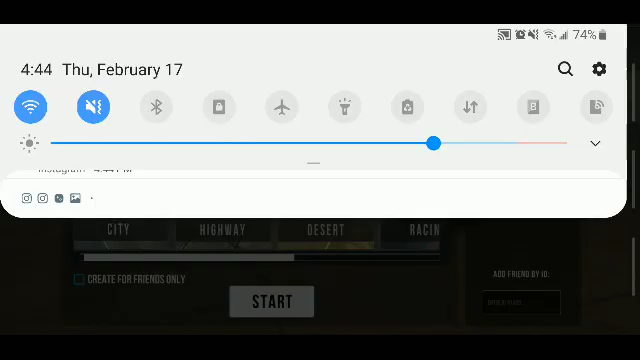 74%
4:44 Thu, February 17
CITY HIGHWAY DESERT RACIN
CREATE FOR FRIENDS ONLY
ADD FRIEND BY ID:
START